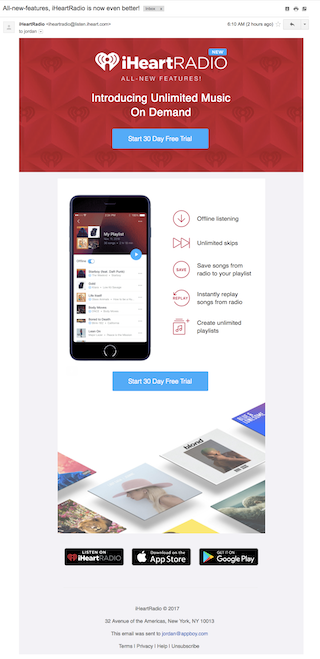 All-new-features, iHeartRadio is now even better!
Inbox
iHeartRadio <iheartradio@listen.iheart.com>
8:10 AM (2 hours ago)
to jordan
NEW
iHeartRADIO
ALL-NEW FEATURES!
Introducing Unlimited Music
On Demand
Start 30 Day Free Trial
My Playlist
Offline
Offline listening
Unlimited skips
SAVE
Save songs from
radio to your playlist
REPLAY
Instantly replay
songs from radio
Create unlimited
playlists
Start 30 Day Free Trial
blond
LISTEN ON
iHeartRADIO
Download on the
App Store
GET IT ON
Google Play
iHeartRadio © 2017
32 Avenue of the Americas, New York, NY 10013
This email was sent to jordan@appboy.com
Terms | Privacy | Help | Unsubscribe